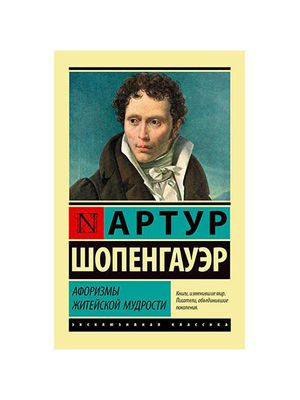 N АРТУР
ШОПЕНГАУЭР
АФОРИЗМЫ
ЖИТЕЙСКОЙ МУДРОСТИ
Книги, изменившие мир.
Писатели, объединившие
поколения.
ЭКСКЛЮЗИВНАЯ КЛАССИКА